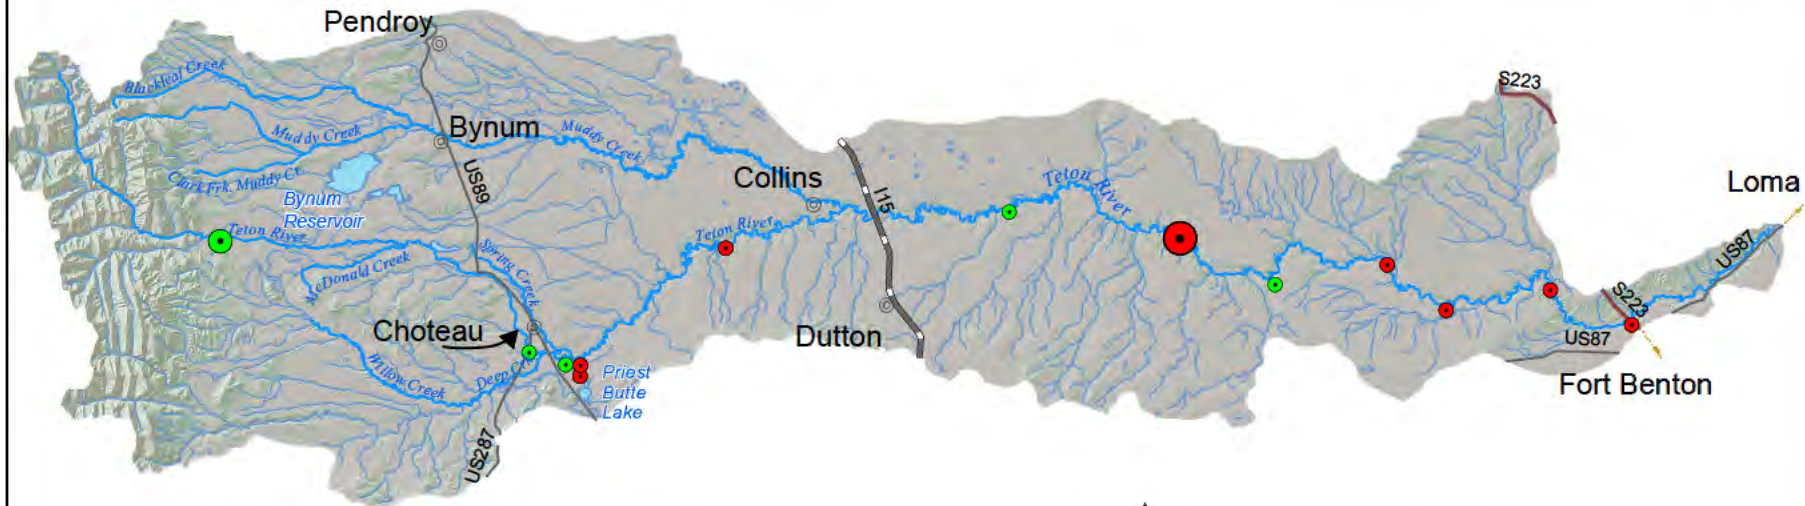 Pendroy
S223
Blackleaf Creek
Muddy Creek
Bynum
Muddy Creek
Clark Frk. Muddy Cr.
US89
Collins
Teton River
Loma
Bynum
Reservoir
I15
Teton River
Teton River
Spring Creek
US87
McDonald Creek
S223
Choteau
Dutton
US87
Willow Creek
Deep Cr
Priest
Butte
Lake
Fort Benton
US287